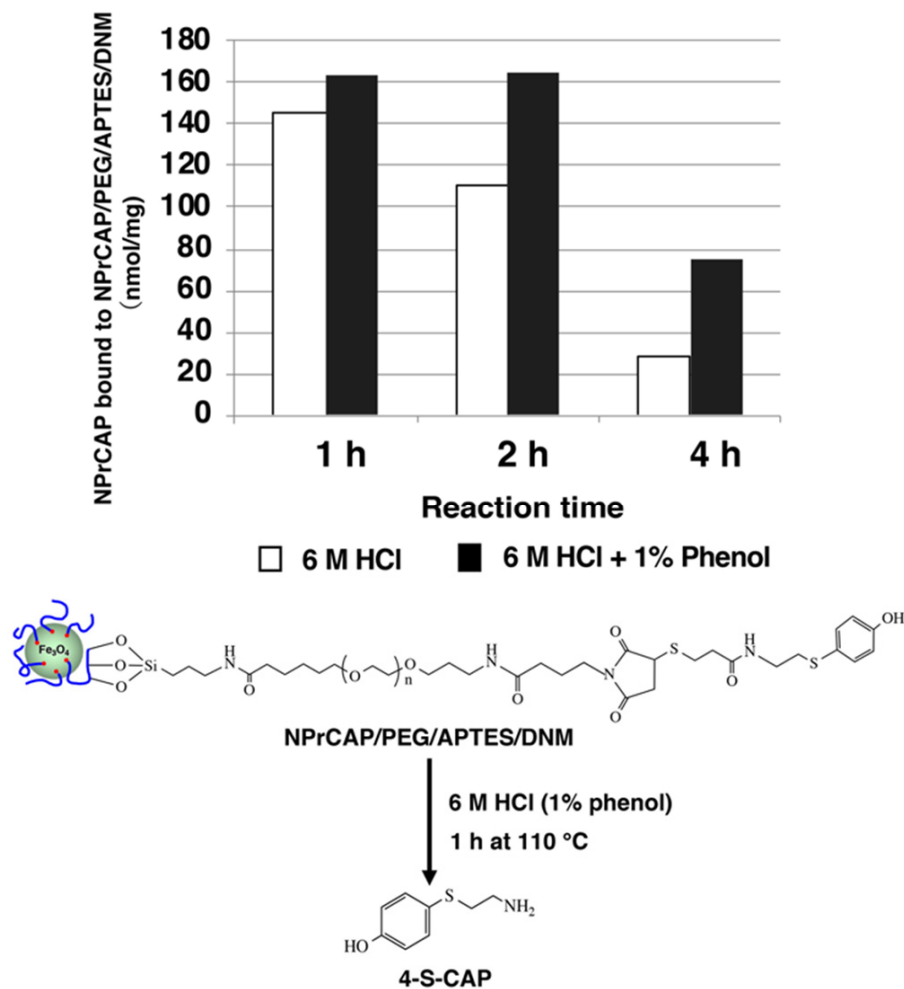 NPrCAP bound to NPrCAP/PEG/APTES/DNM
(nmol/mg)
180
160
140
120
100
80
60
40
20
0
1 h 2 h 4 h
Reaction time
6 M HCl 6 M HCl + 1% Phenol
Fe₃O₄
O
O
O
Si
H
N
O
O
O
n
H
N
O
N
O
O
S
O
H
N
S
OH
NPrCAP/PEG/APTES/DNM
6 M HCl (1% phenol)
1 h at 110 °C
S
NH₂
HO
4-S-CAP